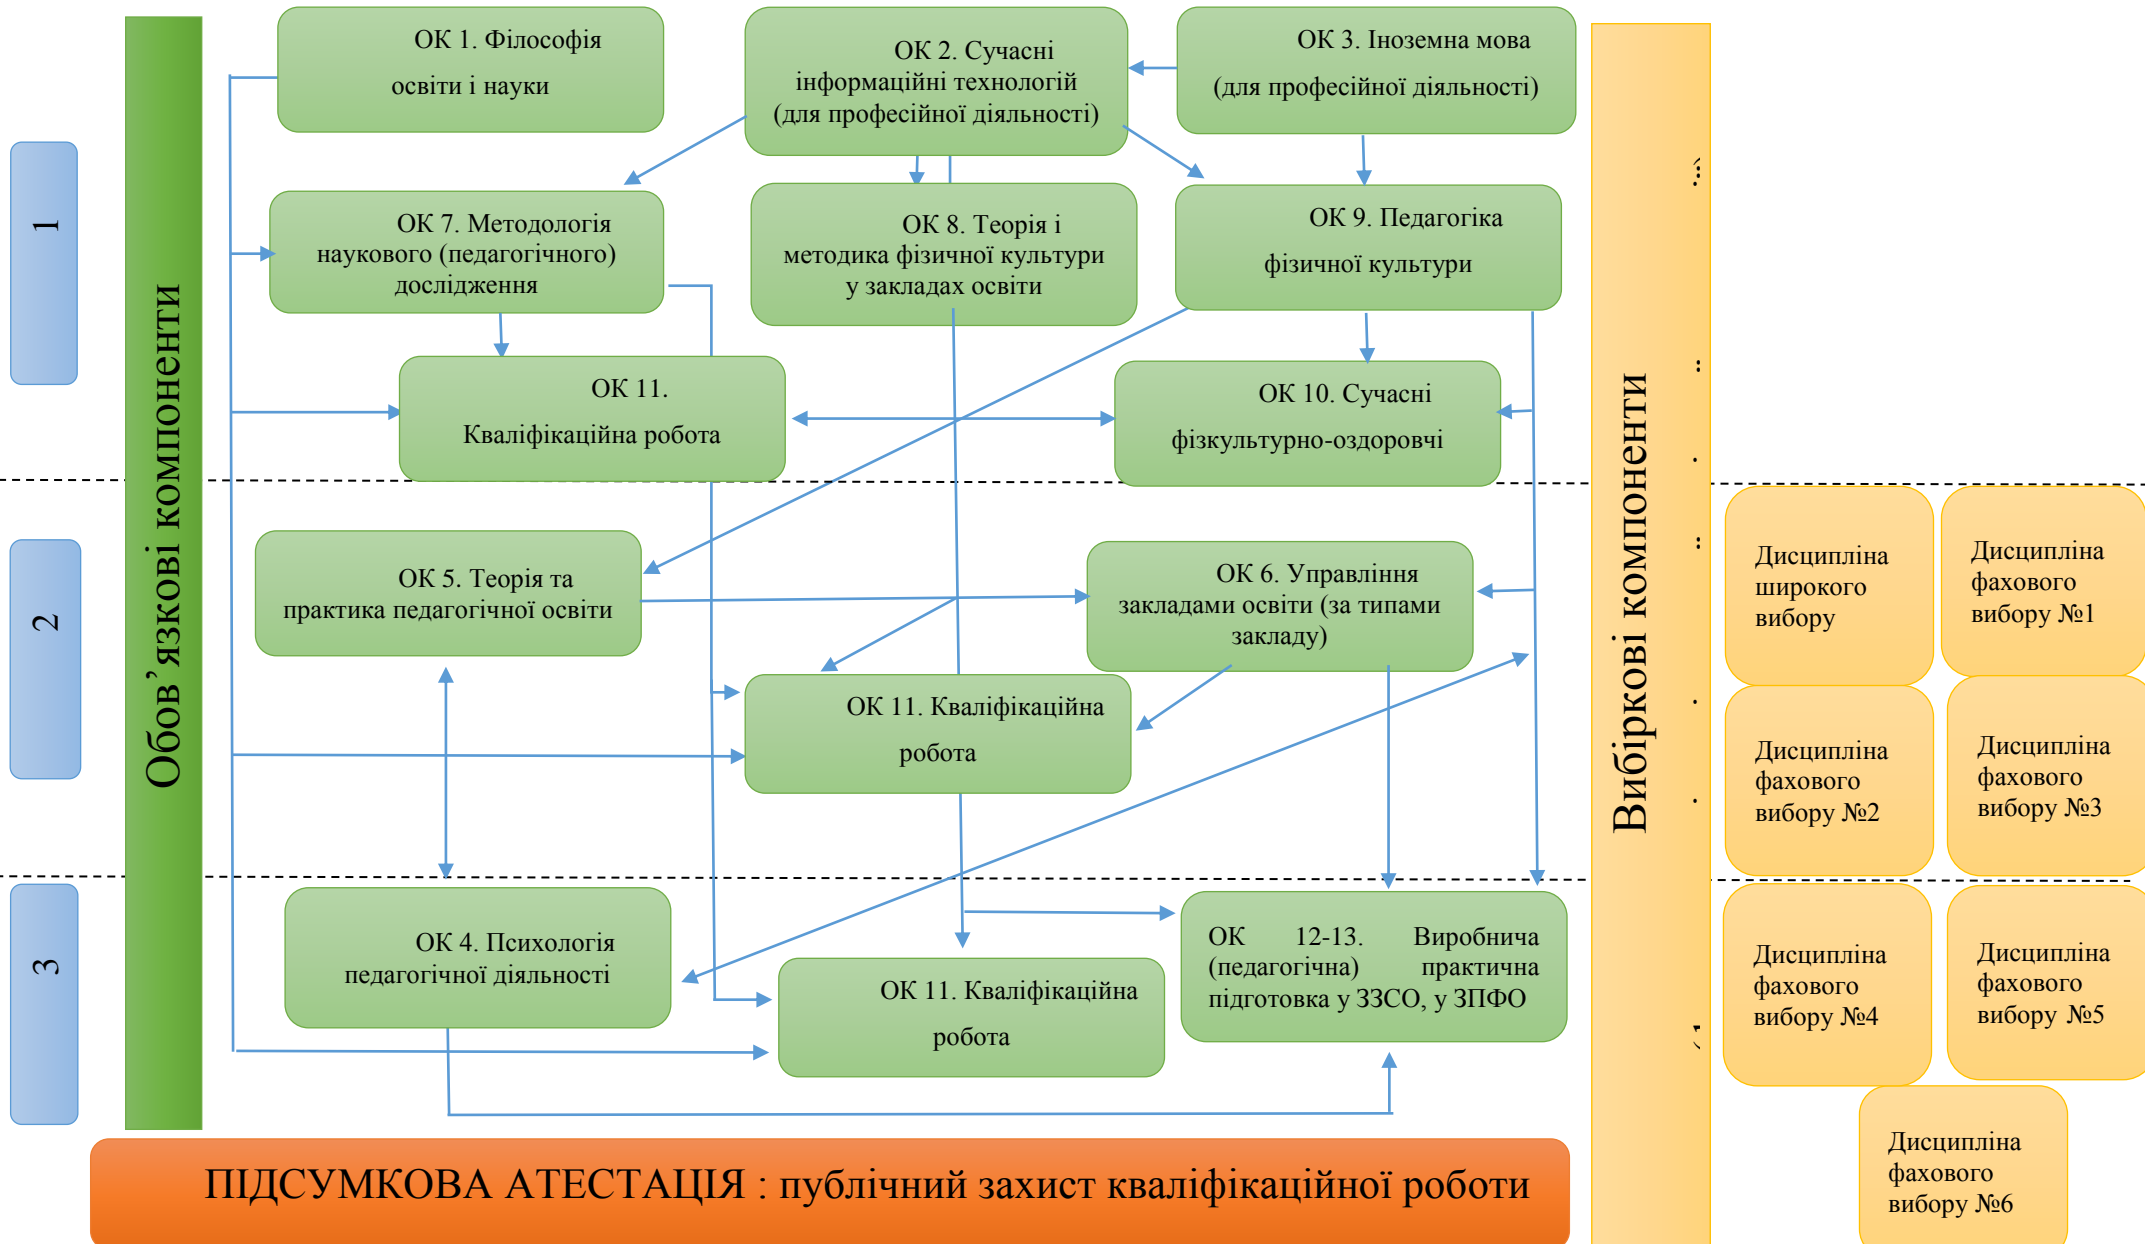 ОК 1. Філософія
освіти і науки
ОК 2. Сучасні
інформаційні технологій
(для професійної діяльності)
ОК 3. Іноземна мова
(для професійної діяльності)
1
ОК 7. Методологія
наукового (педагогічного)
дослідження
ОК 8. Теорія і
методика фізичної культури
у закладах освіти
ОК 9. Педагогіка
фізичної культури
Обов’язкові компоненти
Вибіркові компоненти
ОК 11.
Кваліфікаційна робота
ОК 10. Сучасні
фізкультурно-оздоровчі
2
ОК 5. Теорія та
практика педагогічної освіти
ОК 6. Управління
закладами освіти (за типами
закладу)
ОК 11. Кваліфікаційна
робота
Дисципліна
широкого
вибору
Дисципліна
фахового
вибору №1
Дисципліна
фахового
вибору №2
Дисципліна
фахового
вибору №3
3
ОК 4. Психологія
педагогічної діяльності
ОК 11. Кваліфікаційна
робота
ОК 12-13. Виробнича
(педагогічна) практична
підготовка у ЗЗСО, у ЗПФО
Дисципліна
фахового
вибору №4
Дисципліна
фахового
вибору №5
Дисципліна
фахового
вибору №6
ПІДСУМКОВА АТЕСТАЦІЯ : публічний захист кваліфікаційної роботи